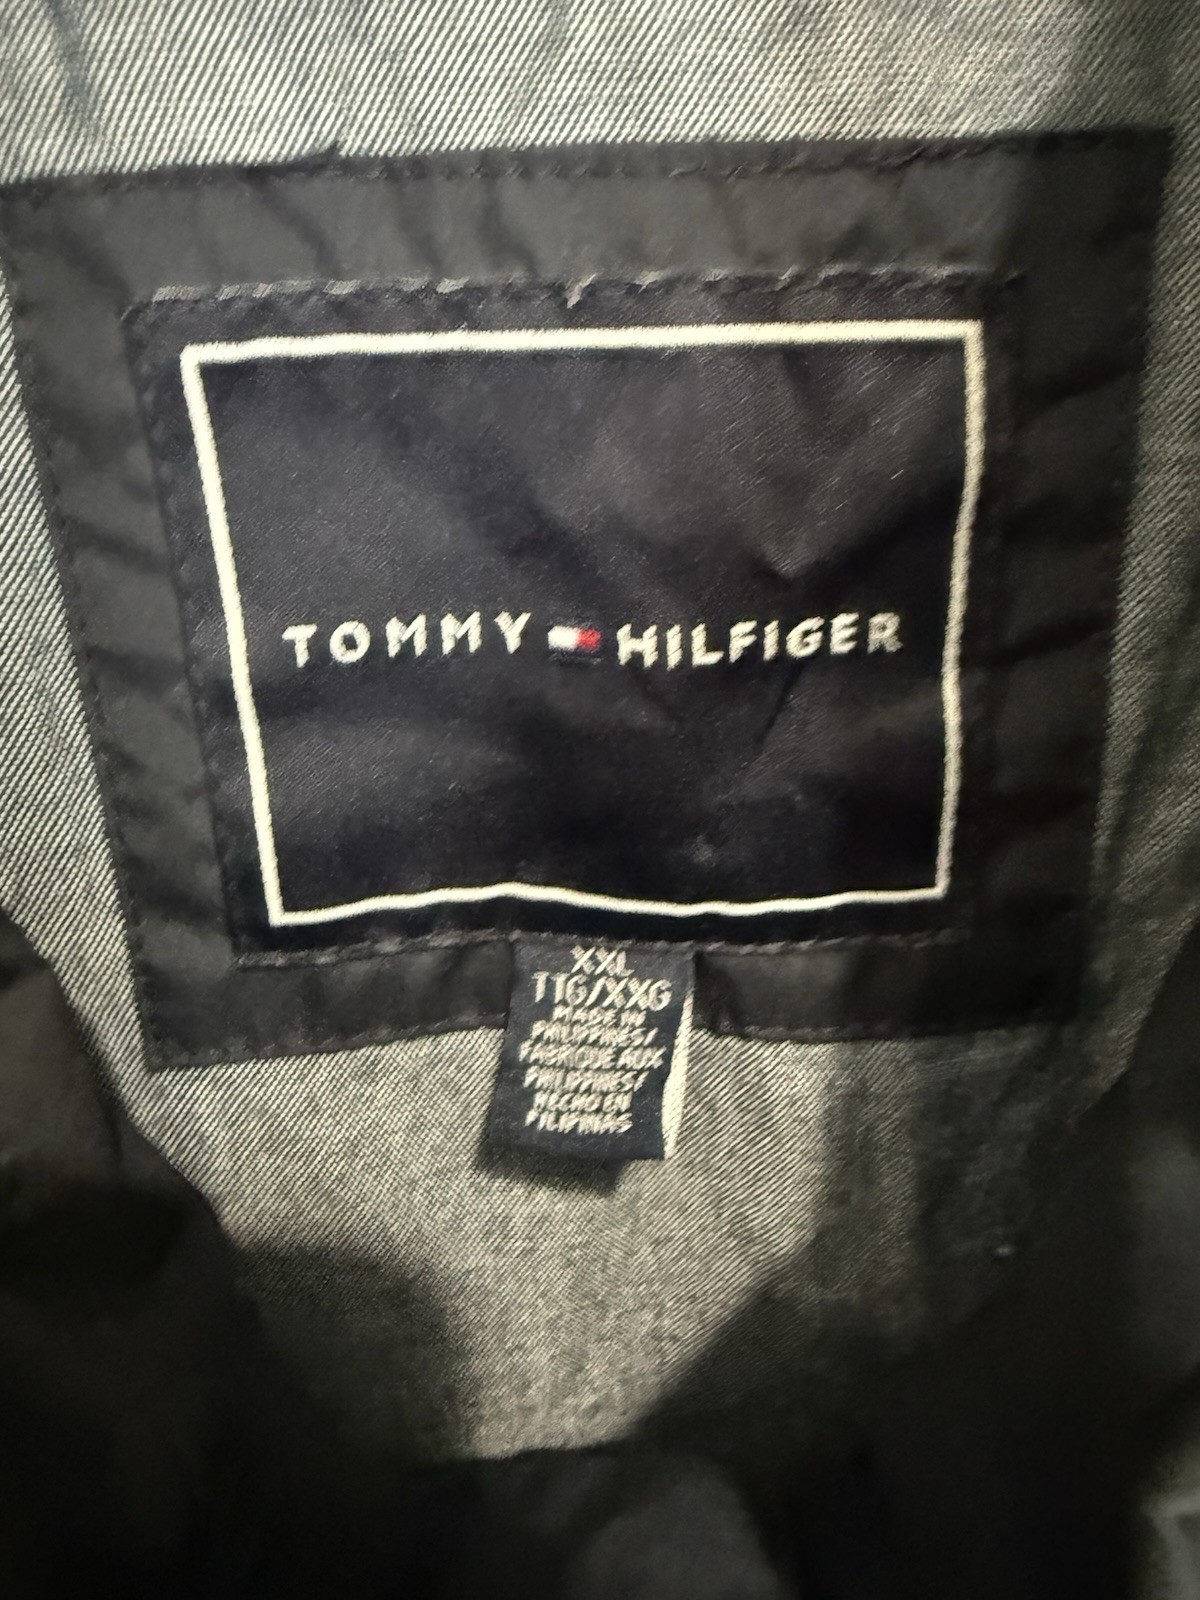 TOMMY HILFIGER
XXL
TTG/XXG
MADE IN
PHILIPPINES/
FABRIQUE AUX
PHILIPPINES/
HECHO EN
FILIPINAS